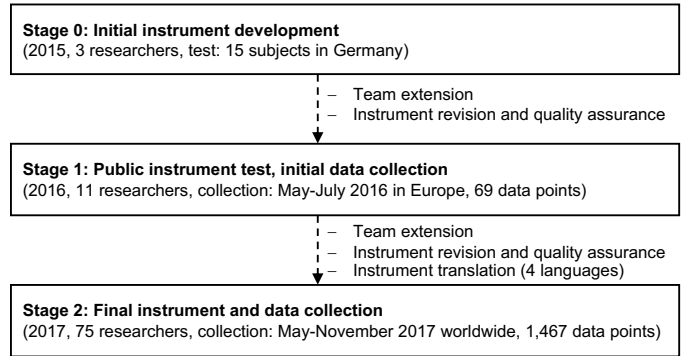 Stage 0: Initial instrument development
(2015, 3 researchers, test: 15 subjects in Germany)
– Team extension
– Instrument revision and quality assurance
Stage 1: Public instrument test, initial data collection
(2016, 11 researchers, collection: May-July 2016 in Europe, 69 data points)
– Team extension
– Instrument revision and quality assurance
– Instrument translation (4 languages)
Stage 2: Final instrument and data collection
(2017, 75 researchers, collection: May-November 2017 worldwide, 1,467 data points)